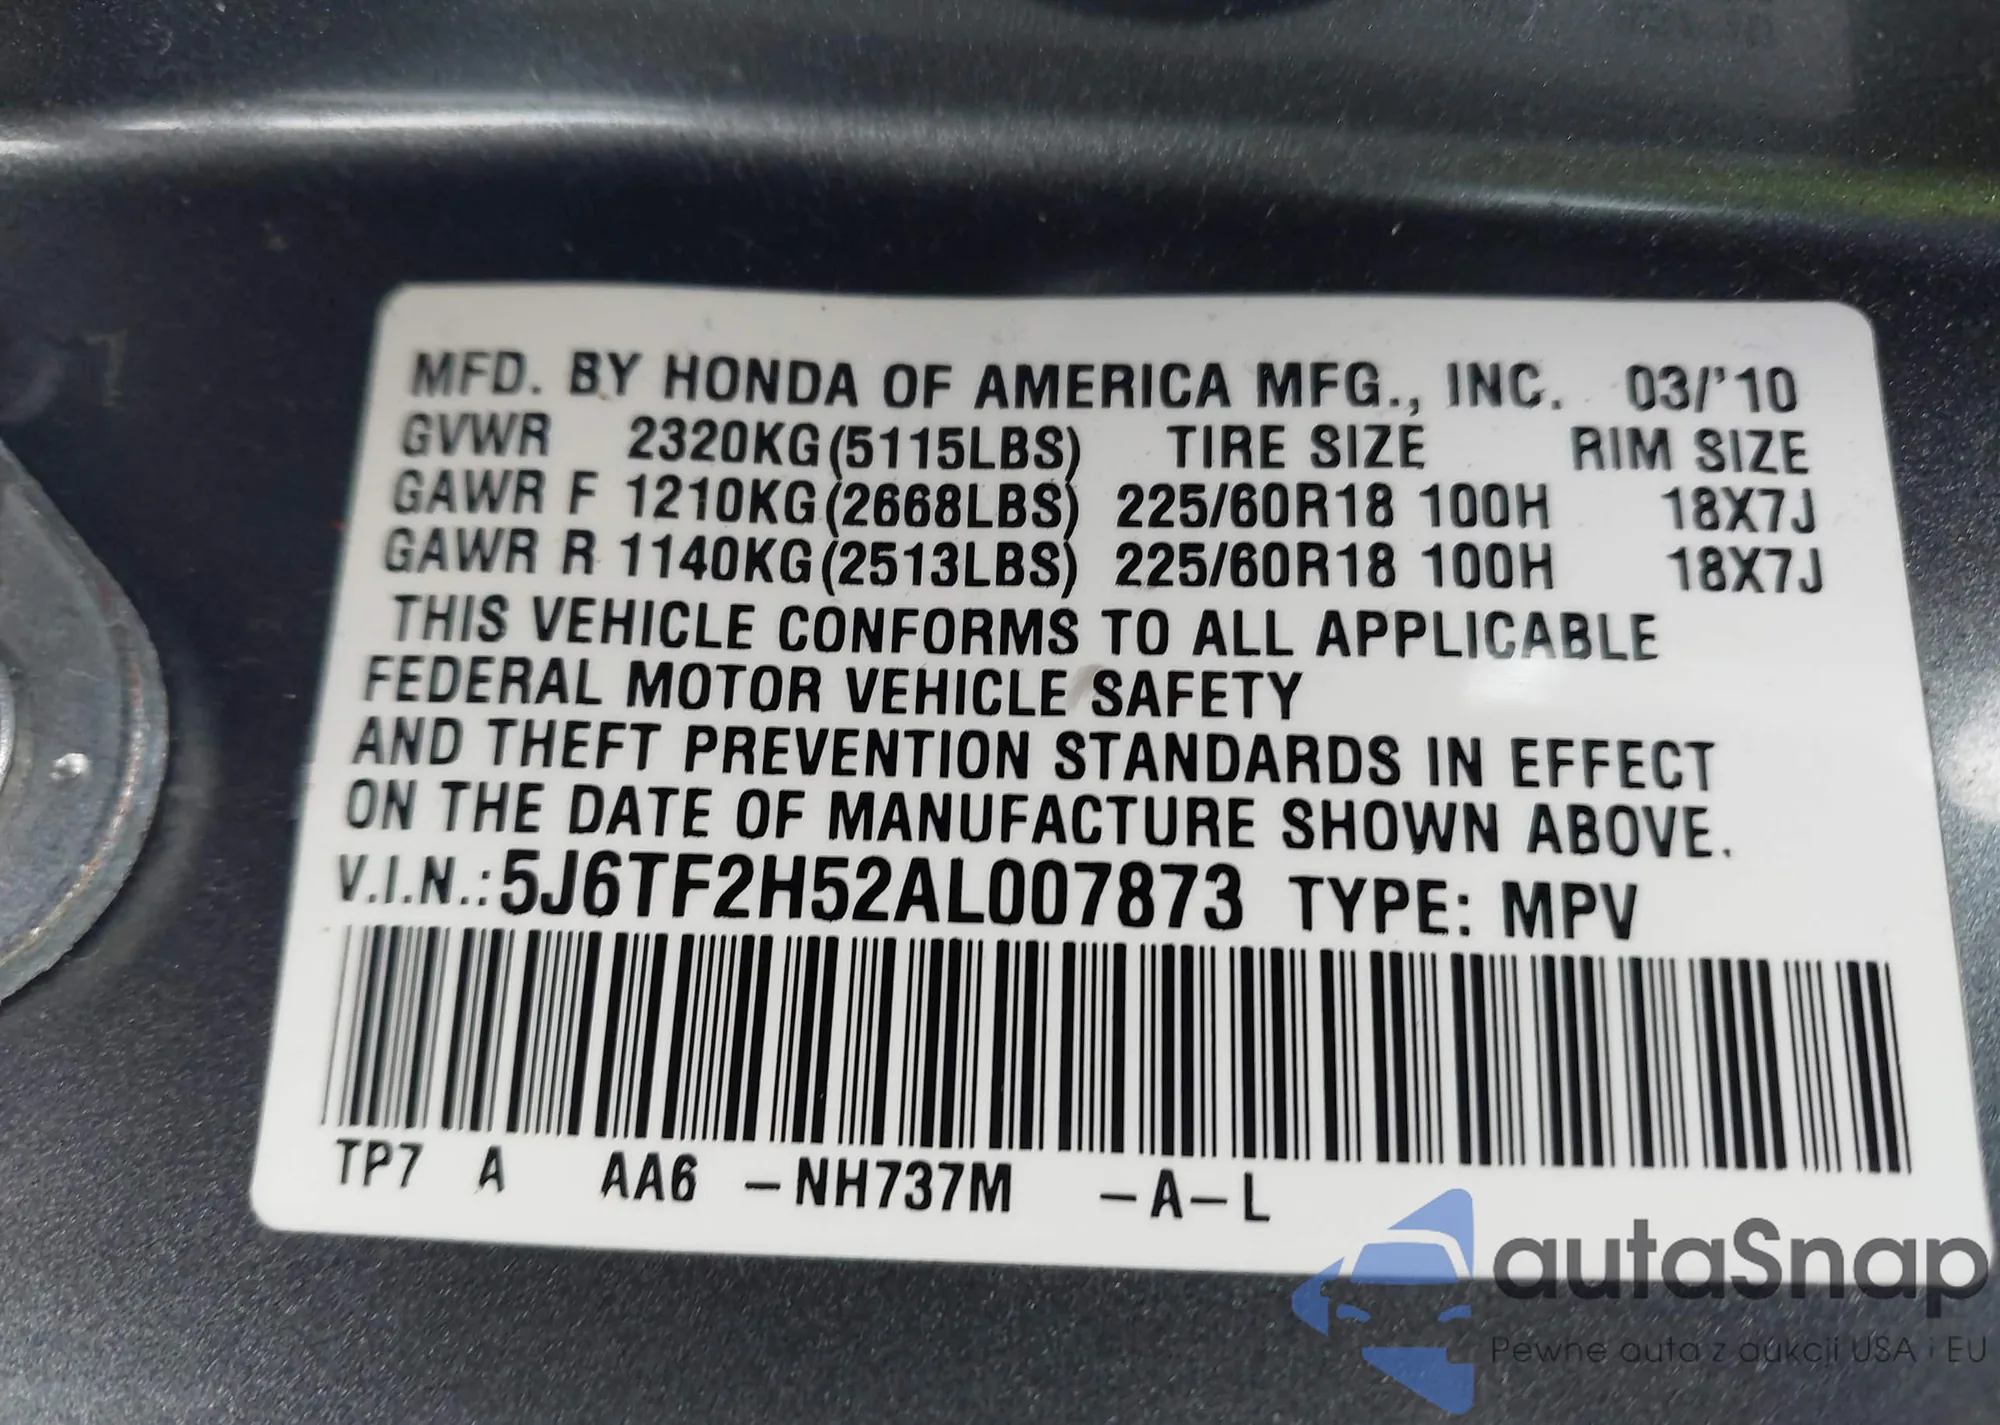 MFD. BY HONDA OF AMERICA MFG., INC. 03/'10
GVWR 2320KG(5115LBS) TIRE SIZE RIM SIZE
GAWR F 1210KG(2668LBS) 225/60R18 100H 18X7J
GAWR R 1140KG(2513LBS) 225/60R18 100H 18X7J
THIS VEHICLE CONFORMS TO ALL APPLICABLE
FEDERAL MOTOR VEHICLE SAFETY
AND THEFT PREVENTION STANDARDS IN EFFECT
ON THE DATE OF MANUFACTURE SHOWN ABOVE.
V.I.N.:5J6TF2H52AL007873 TYPE: MPV
TP7 A AA6 -NH737M -A-L
autaSnap
Pewne auta z aukcji USA i EU